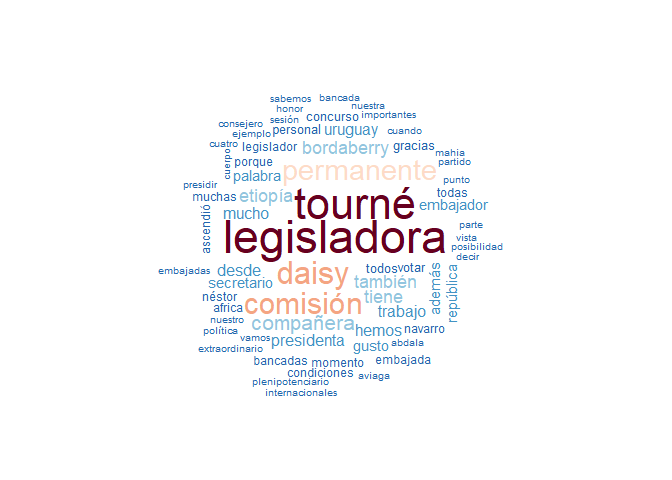 sabemos
bancada
honor
nuestra
sesión
concurso
importantes
consejero
ejemplo
personal
uruguay
cuando
cuatro
legislador
bordaberry
gracias
cuerpo
porque
permanente
mahia
partido
palabra
presidir
muchas
etiopía
tourné
punto
todas
embajador
mucho
ascendió
legisladora
parte
vista
posibilidad
decir
embajadas
desde
daisy
todos
votar
también
además
república
secretario
néstor
africa
comisión
tiene
trabajo
nuestro
política
compañera
hemos
navarro
vamos
extraordinario
presidenta
gusto
abdala
bancadas
momento
embajada
condiciones
aviaga
plenipotenciario
internacionales